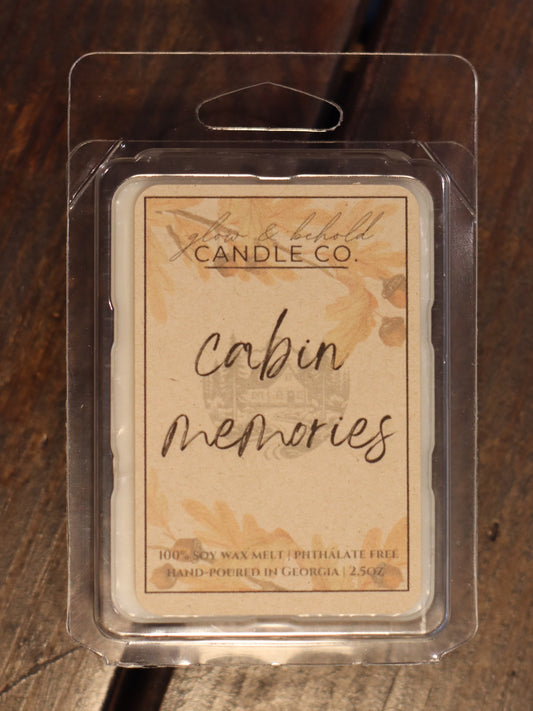 glow & behold
CANDLE CO.
cabin
memories
100% SOY WAX MELT | PHTHALATE FREE
HAND-POURED IN GEORGIA | 2.5OZ